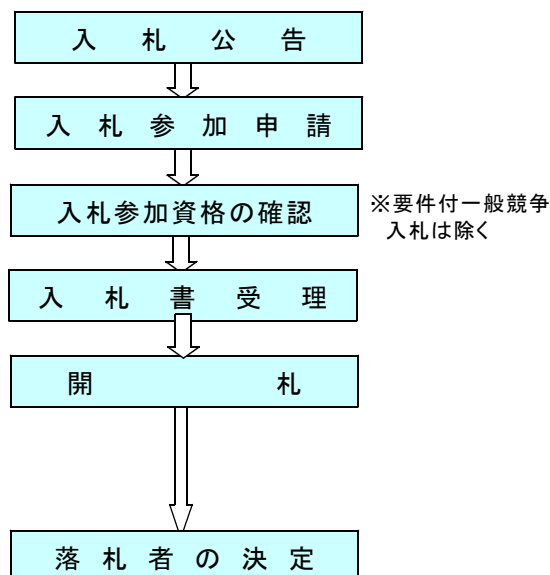 入札公告
入札参加申請
入札参加資格の確認
※要件付一般競争
入札は除く
入札書受理
開札
落札者の決定